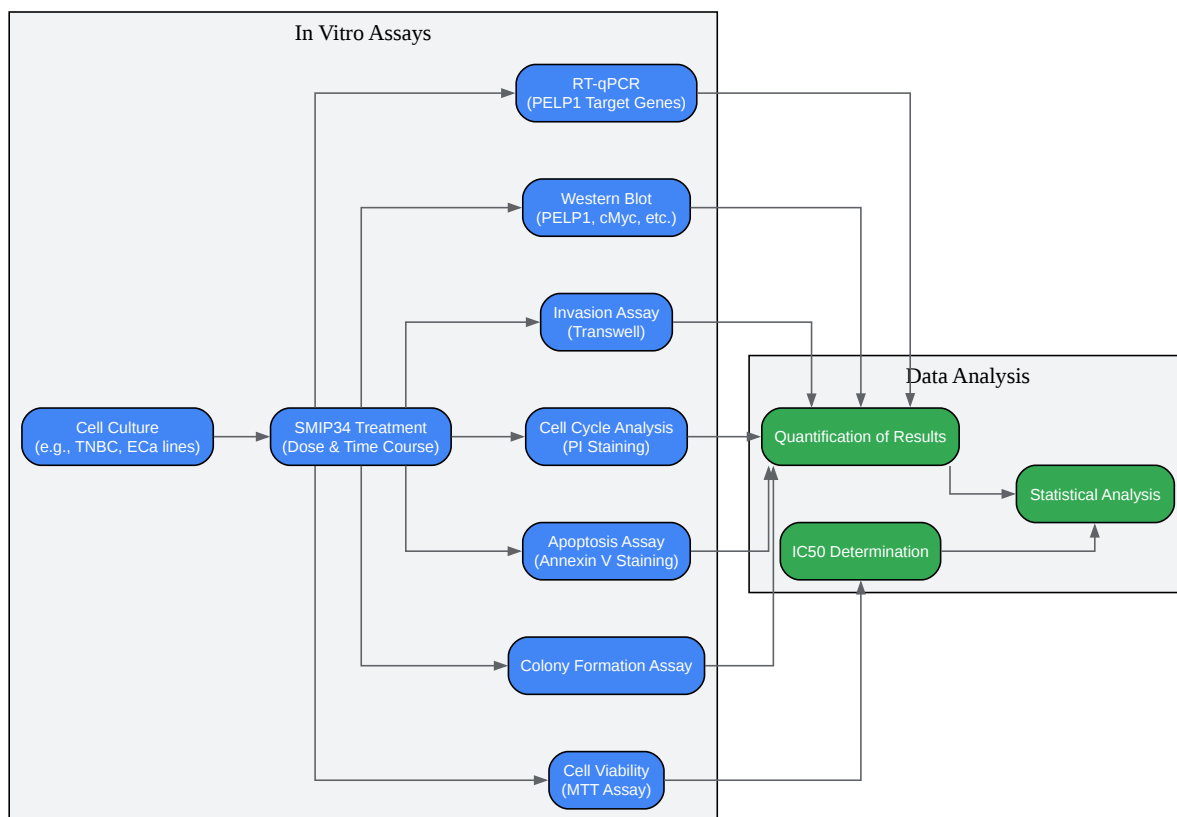 In Vitro Assays
RT-qPCR
(PELP1 Target Genes)
Western Blot
(PELP1, cMyc, etc.)
Invasion Assay
(Transwell)
Data Analysis
Cell Culture
(e.g., TNBC, ECa lines)
SMIP34 Treatment
(Dose & Time Course)
Cell Cycle Analysis
(PI Staining)
Quantification of Results
Statistical Analysis
Apoptosis Assay
(Annexin V Staining)
IC50 Determination
Colony Formation Assay
Cell Viability
(MTT Assay)